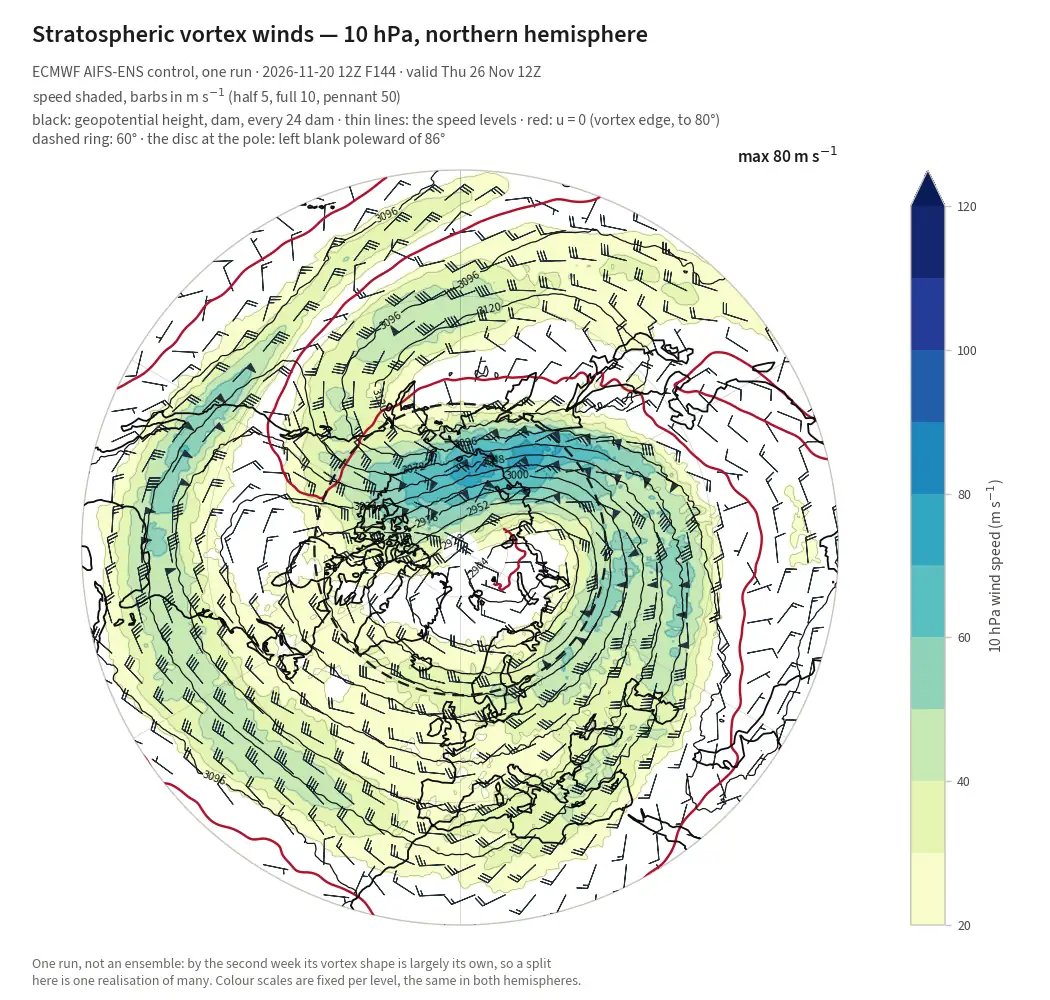 Stratospheric vortex winds — 10 hPa, northern hemisphere
ECMWF AIFS-ENS control, one run · 2026-11-20 12Z F144 · valid Thu 26 Nov 12Z
speed shaded, barbs in m s⁻¹ (half 5, full 10, pennant 50)
black: geopotential height, dam, every 24 dam · thin lines: the speed levels · red: u = 0 (vortex edge, to 80°)
dashed ring: 60° · the disc at the pole: left blank poleward of 86°
max 80 m s⁻¹
3096
3096
3120
3096
3096
3048
3000
2952
2976
3096
120
100
80
60
40
20
10 hPa wind speed (m s⁻¹)
One run, not an ensemble: by the second week its vortex shape is largely its own, so a split
here is one realisation of many. Colour scales are fixed per level, the same in both hemispheres.